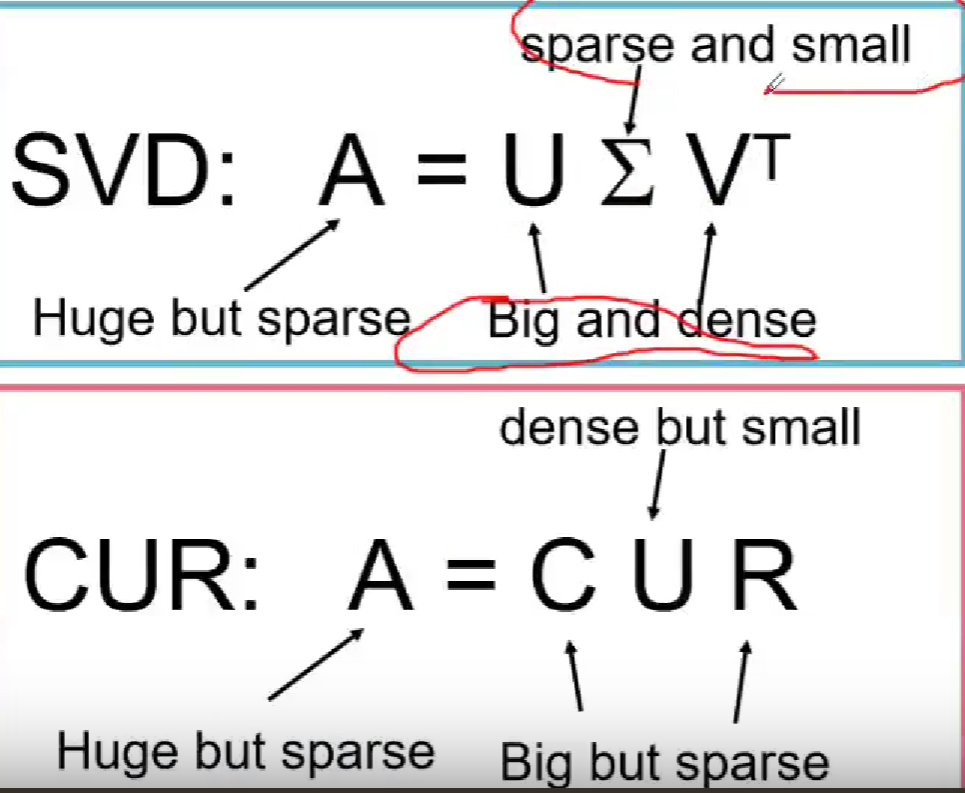 sparse and small
SVD: A = U Σ Vᵀ
Huge but sparse Big and dense
dense but small
CUR: A = C U R
Huge but sparse Big but sparse